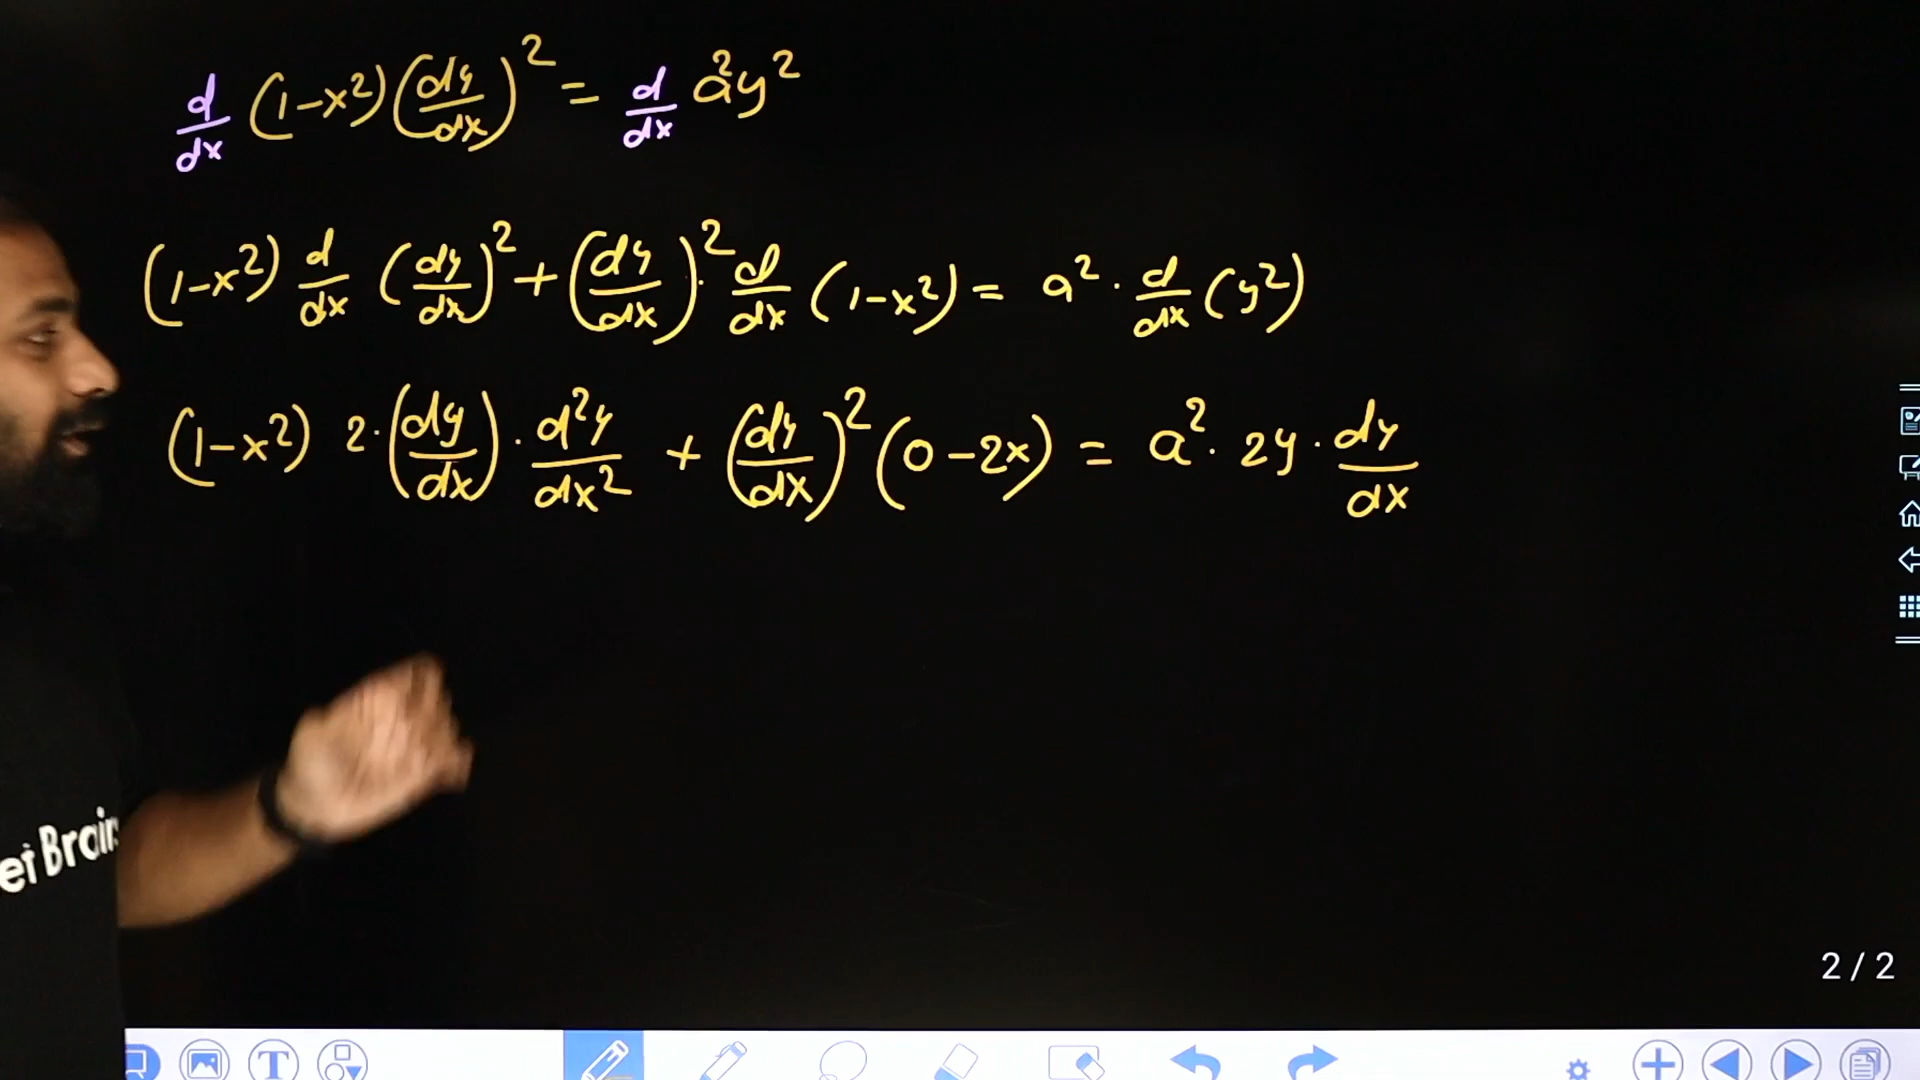 d/dx (1-x²)(dy/dx)² = d/dx a²y²
(1-x²) d/dx (dy/dx)² + (dy/dx)²· d/dx (1-x²) = a² · d/dx (y²)
(1-x²) 2·(dy/dx)· d²y/dx² + (dy/dx)² (0-2x) = a²· 2y · dy/dx
et Brain
2 / 2
T